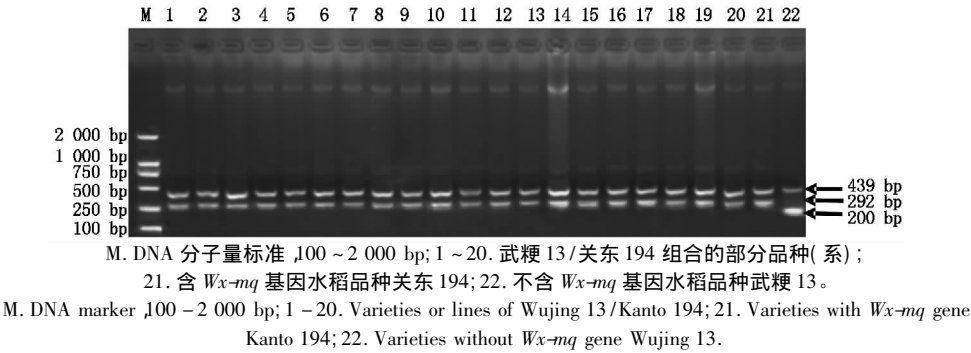 M 1 2 3 4 5 6 7 8 9 10 11 12 13 14 15 16 17 18 19 20 21 22
2 000 bp
1 000 bp
750 bp
500 bp
250 bp
100 bp
439 bp
292 bp
200 bp
M. DNA 分子量标准 ,100 ~ 2 000 bp; 1 ~ 20. 武粳 13/关东 194 组合的部分品种( 系) ;
21. 含 Wx-mq 基因水稻品种关东 194; 22. 不含 Wx-mq 基因水稻品种武粳 13。
M. DNA marker ,100 - 2 000 bp; 1 - 20. Varieties or lines of Wujing 13/Kanto 194; 21. Varieties with Wx-mq gene
Kanto 194; 22. Varieties without Wx-mq gene Wujing 13.